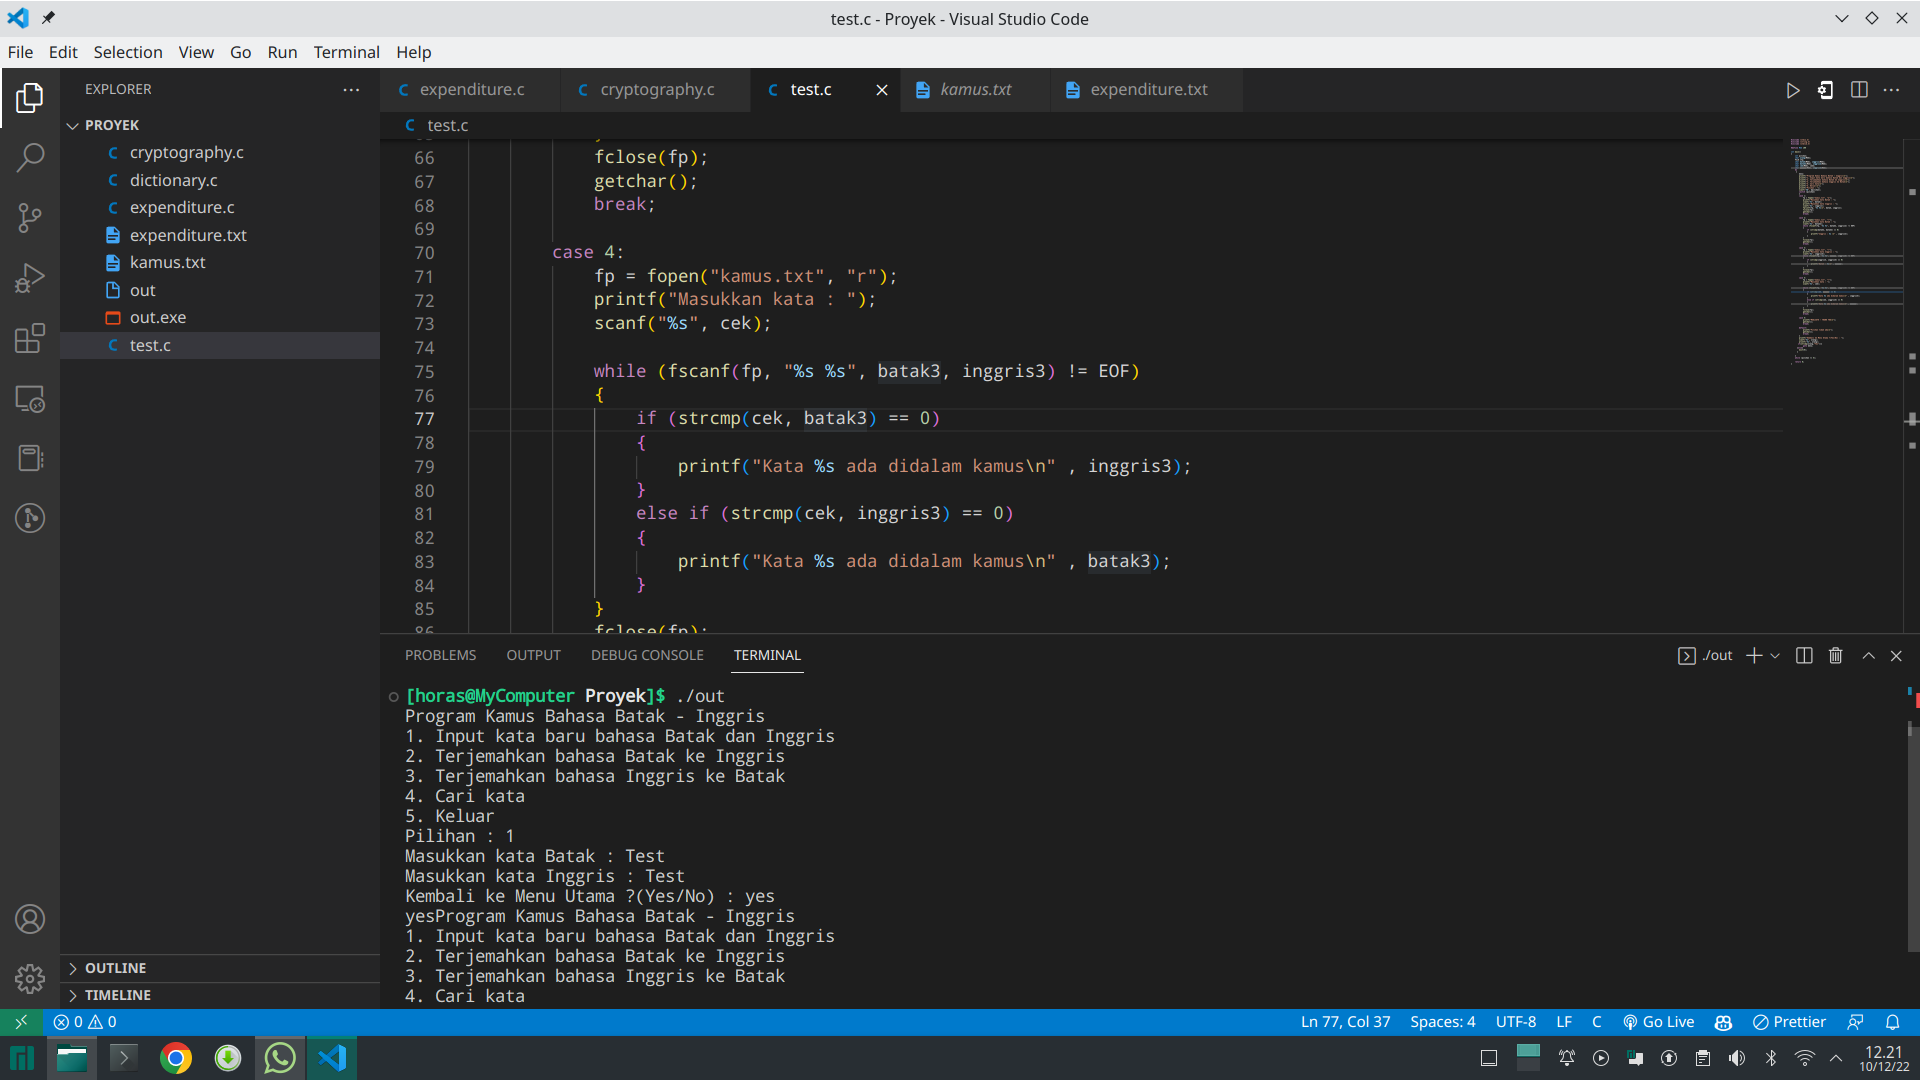 test.c - Proyek - Visual Studio Code
File Edit Selection View Go Run Terminal Help
EXPLORER
PROYEK
cryptography.c
dictionary.c
expenditure.c
expenditure.txt
kamus.txt
out
out.exe
test.c
OUTLINE
TIMELINE
expenditure.c cryptography.c test.c kamus.txt expenditure.txt
test.c
66 fclose(fp);
67 getchar();
68 break;
69
70 case 4:
71 fp = fopen("kamus.txt", "r");
72 printf("Masukkan kata : ");
73 scanf("%s", cek);
74
75 while (fscanf(fp, "%s %s", batak3, inggris3) != EOF)
76 {
77 if (strcmp(cek, batak3) == 0)
78 {
79 printf("Kata %s ada didalam kamus\n" , inggris3);
80 }
81 else if (strcmp(cek, inggris3) == 0)
82 {
83 printf("Kata %s ada didalam kamus\n" , batak3);
84 }
85 }
86 fclose(fp);
PROBLEMS OUTPUT DEBUG CONSOLE TERMINAL
./out
[horas@MyComputer Proyek]$ ./out
Program Kamus Bahasa Batak - Inggris
1. Input kata baru bahasa Batak dan Inggris
2. Terjemahkan bahasa Batak ke Inggris
3. Terjemahkan bahasa Inggris ke Batak
4. Cari kata
5. Keluar
Pilihan : 1
Masukkan kata Batak : Test
Masukkan kata Inggris : Test
Kembali ke Menu Utama ?(Yes/No) : yes
yesProgram Kamus Bahasa Batak - Inggris
1. Input kata baru bahasa Batak dan Inggris
2. Terjemahkan bahasa Batak ke Inggris
3. Terjemahkan bahasa Inggris ke Batak
4. Cari kata
0 0 Ln 77, Col 37 Spaces: 4 UTF-8 LF C Go Live Prettier
12.21
10/12/22